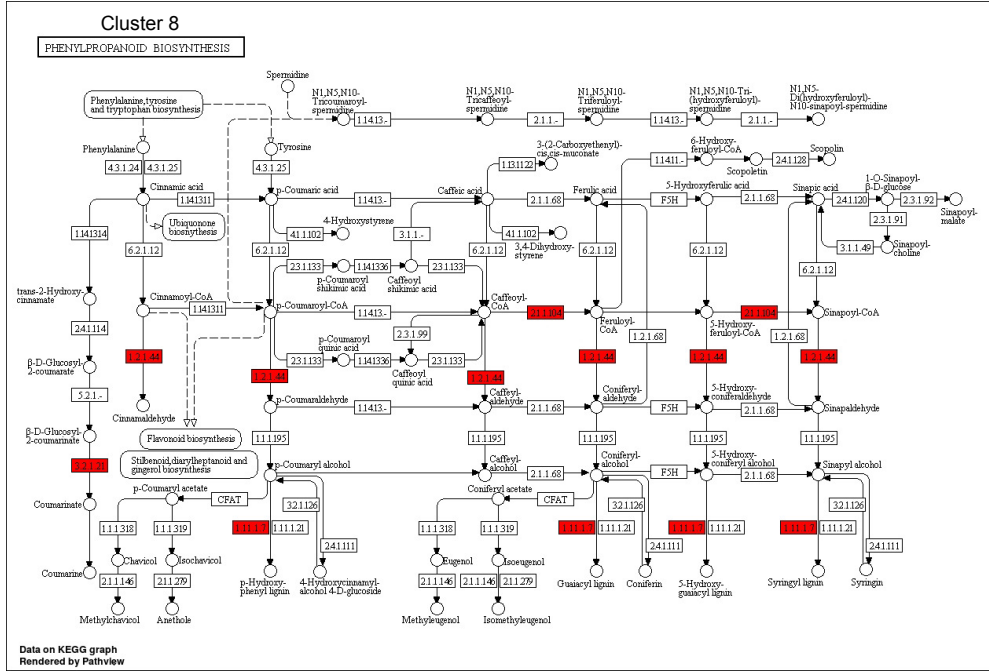 Cluster 8
PHENYLPROPANOID BIOSYNTHESIS
Spermidine
Phenylalanine,tyrosine
and tryptophan biosynthesis
N1,N5,N10-
Tricoumaroyl-
spermidine
N1,N5,N10-
Tricaffeoyl-
spermidine
N1,N5,N10-
Triferuloyl-
spermidine
N1,N5,N10-Tri-
(hydroxyferuloyl)-
spermidine
N1,N5-
Di(hydroxyferuloyl)-
N10-sinapoyl-spermidine
1.14.13.-
2.1.1.-
1.14.13.-
2.1.1.-
Phenylalanine
Tyrosine
3-(2-Carboxyethenyl)-
cis,cis-muconate
6-Hydroxy-
feruloyl-CoA
4.3.1.24
4.3.1.25
4.3.1.25
1.13.11.22
1.14.11.-
2.4.1.128
Scopoletin
Scopolin
Cinnamic acid
p-Coumaric acid
Caffeic acid
Ferulic acid
5-Hydroxyferulic acid
Sinapic acid
1-O-Sinapoyl-
β-D-glucose
1.14.13.11
2.1.1.68
F5H
2.1.1.68
2.4.1.120
2.3.1.92
Sinapoyl-
malate
Ubiquonone
biosynthesis
4-Hydroxystyrene
4.1.1.102
3.1.1.-
4.1.1.102
3,4-Dihydroxy-
styrene
2.3.1.91
3.1.1.49
Sinapoyl-
choline
1.14.13.14
6.2.1.12
6.2.1.12
6.2.1.12
6.2.1.12
6.2.1.12
6.2.1.12
2.3.1.133
1.14.13.36
2.3.1.133
p-Coumaroyl
shikimic acid
Caffeoyl
shikimic acid
trans-2-Hydroxy-
cinnamate
Cinnamoyl-CoA
p-Coumaroyl-CoA
Caffeoyl-
CoA
Feruloyl-
CoA
5-Hydroxy-
feruloyl-CoA
Sinapoyl-CoA
1.14.13.11
1.14.13.-
2.1.1.104
2.1.1.104
2.4.1.114
2.3.1.99
1.2.1.68
1.2.1.68
p-Coumaroyl
quinic acid
Caffeoyl
quinic acid
2.3.1.133
1.14.13.36
2.3.1.133
1.2.1.44
1.2.1.44
1.2.1.44
1.2.1.44
1.2.1.44
1.2.1.44
β-D-Glucosyl-
2-coumarate
5.2.1.-
Cinnamaldehyde
p-Coumaraldehyde
Caffeyl-
aldehyde
Coniferyl-
aldehyde
5-Hydroxy-
coniferaldehyde
Sinapaldehyde
1.14.13.-
2.1.1.68
F5H
2.1.1.68
β-D-Glucosyl-
2-coumarinate
Flavonoid biosynthesis
1.1.1.195
1.1.1.195
1.1.1.195
1.1.1.195
1.1.1.195
3.2.1.21
Stilbenoid,diarylheptanoid and
gingerol biosynthesis
p-Coumaryl alcohol
Caffeyl-
alcohol
Coniferyl-
alcohol
5-Hydroxy-
coniferyl alcohol
Sinapyl alcohol
2.1.1.68
F5H
2.1.1.68
p-Coumaryl acetate
CFAT
Coniferyl acetate
CFAT
Coumarinate
3.2.1.126
3.2.1.126
3.2.1.126
1.1.1.318
1.1.1.319
1.11.1.7
1.11.1.21
1.1.1.318
1.1.1.319
1.11.1.7
1.11.1.21
1.11.1.7
1.11.1.21
1.11.1.7
1.11.1.21
2.4.1.111
2.4.1.111
2.4.1.111
Coumarine
Chavicol
Isochavicol
Eugenol
Isoeugenol
2.1.1.146
2.1.1.279
p-Hydroxy-
phenyl lignin
4-Hydroxycinnamyl-
alcohol 4-D-glucoside
2.1.1.146
2.1.1.146
2.1.1.279
Guaiacyl lignin
Coniferin
5-Hydroxy-
guaiacyl lignin
Syringyl lignin
Syringin
Methylchavicol
Anethole
Methyleugenol
Isomethyleugenol
Data on KEGG graph
Rendered by Pathview